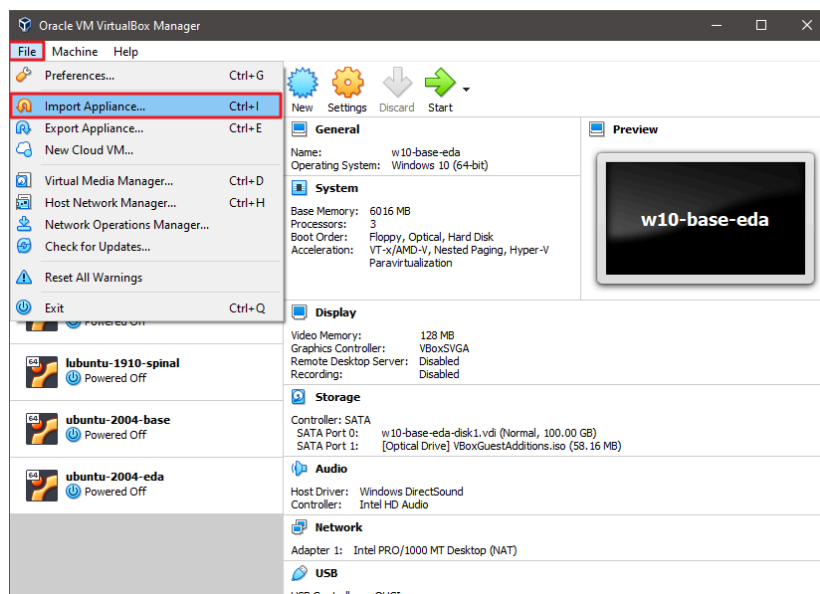 Oracle VM VirtualBox Manager
File Machine Help
Preferences... Ctrl+G
Import Appliance... Ctrl+I
Export Appliance... Ctrl+E
New Cloud VM...
Virtual Media Manager... Ctrl+D
Host Network Manager... Ctrl+H
Network Operations Manager...
Check for Updates...
Reset All Warnings
Exit Ctrl+Q
Powered Off
64
lubuntu-1910-spinal
Powered Off
64
ubuntu-2004-base
Powered Off
64
ubuntu-2004-eda
Powered Off
New Settings Discard Start
General
Name: w10-base-eda
Operating System: Windows 10 (64-bit)
System
Base Memory: 6016 MB
Processors: 3
Boot Order: Floppy, Optical, Hard Disk
Acceleration: VT-x/AMD-V, Nested Paging, Hyper-V
Paravirtualization
Preview
w10-base-eda
Display
Video Memory: 128 MB
Graphics Controller: VBoxSVGA
Remote Desktop Server: Disabled
Recording: Disabled
Storage
Controller: SATA
SATA Port 0: w10-base-eda-disk1.vdi (Normal, 100.00 GB)
SATA Port 1: [Optical Drive] VBoxGuestAdditions.iso (58.16 MB)
Audio
Host Driver: Windows DirectSound
Controller: Intel HD Audio
Network
Adapter 1: Intel PRO/1000 MT Desktop (NAT)
USB